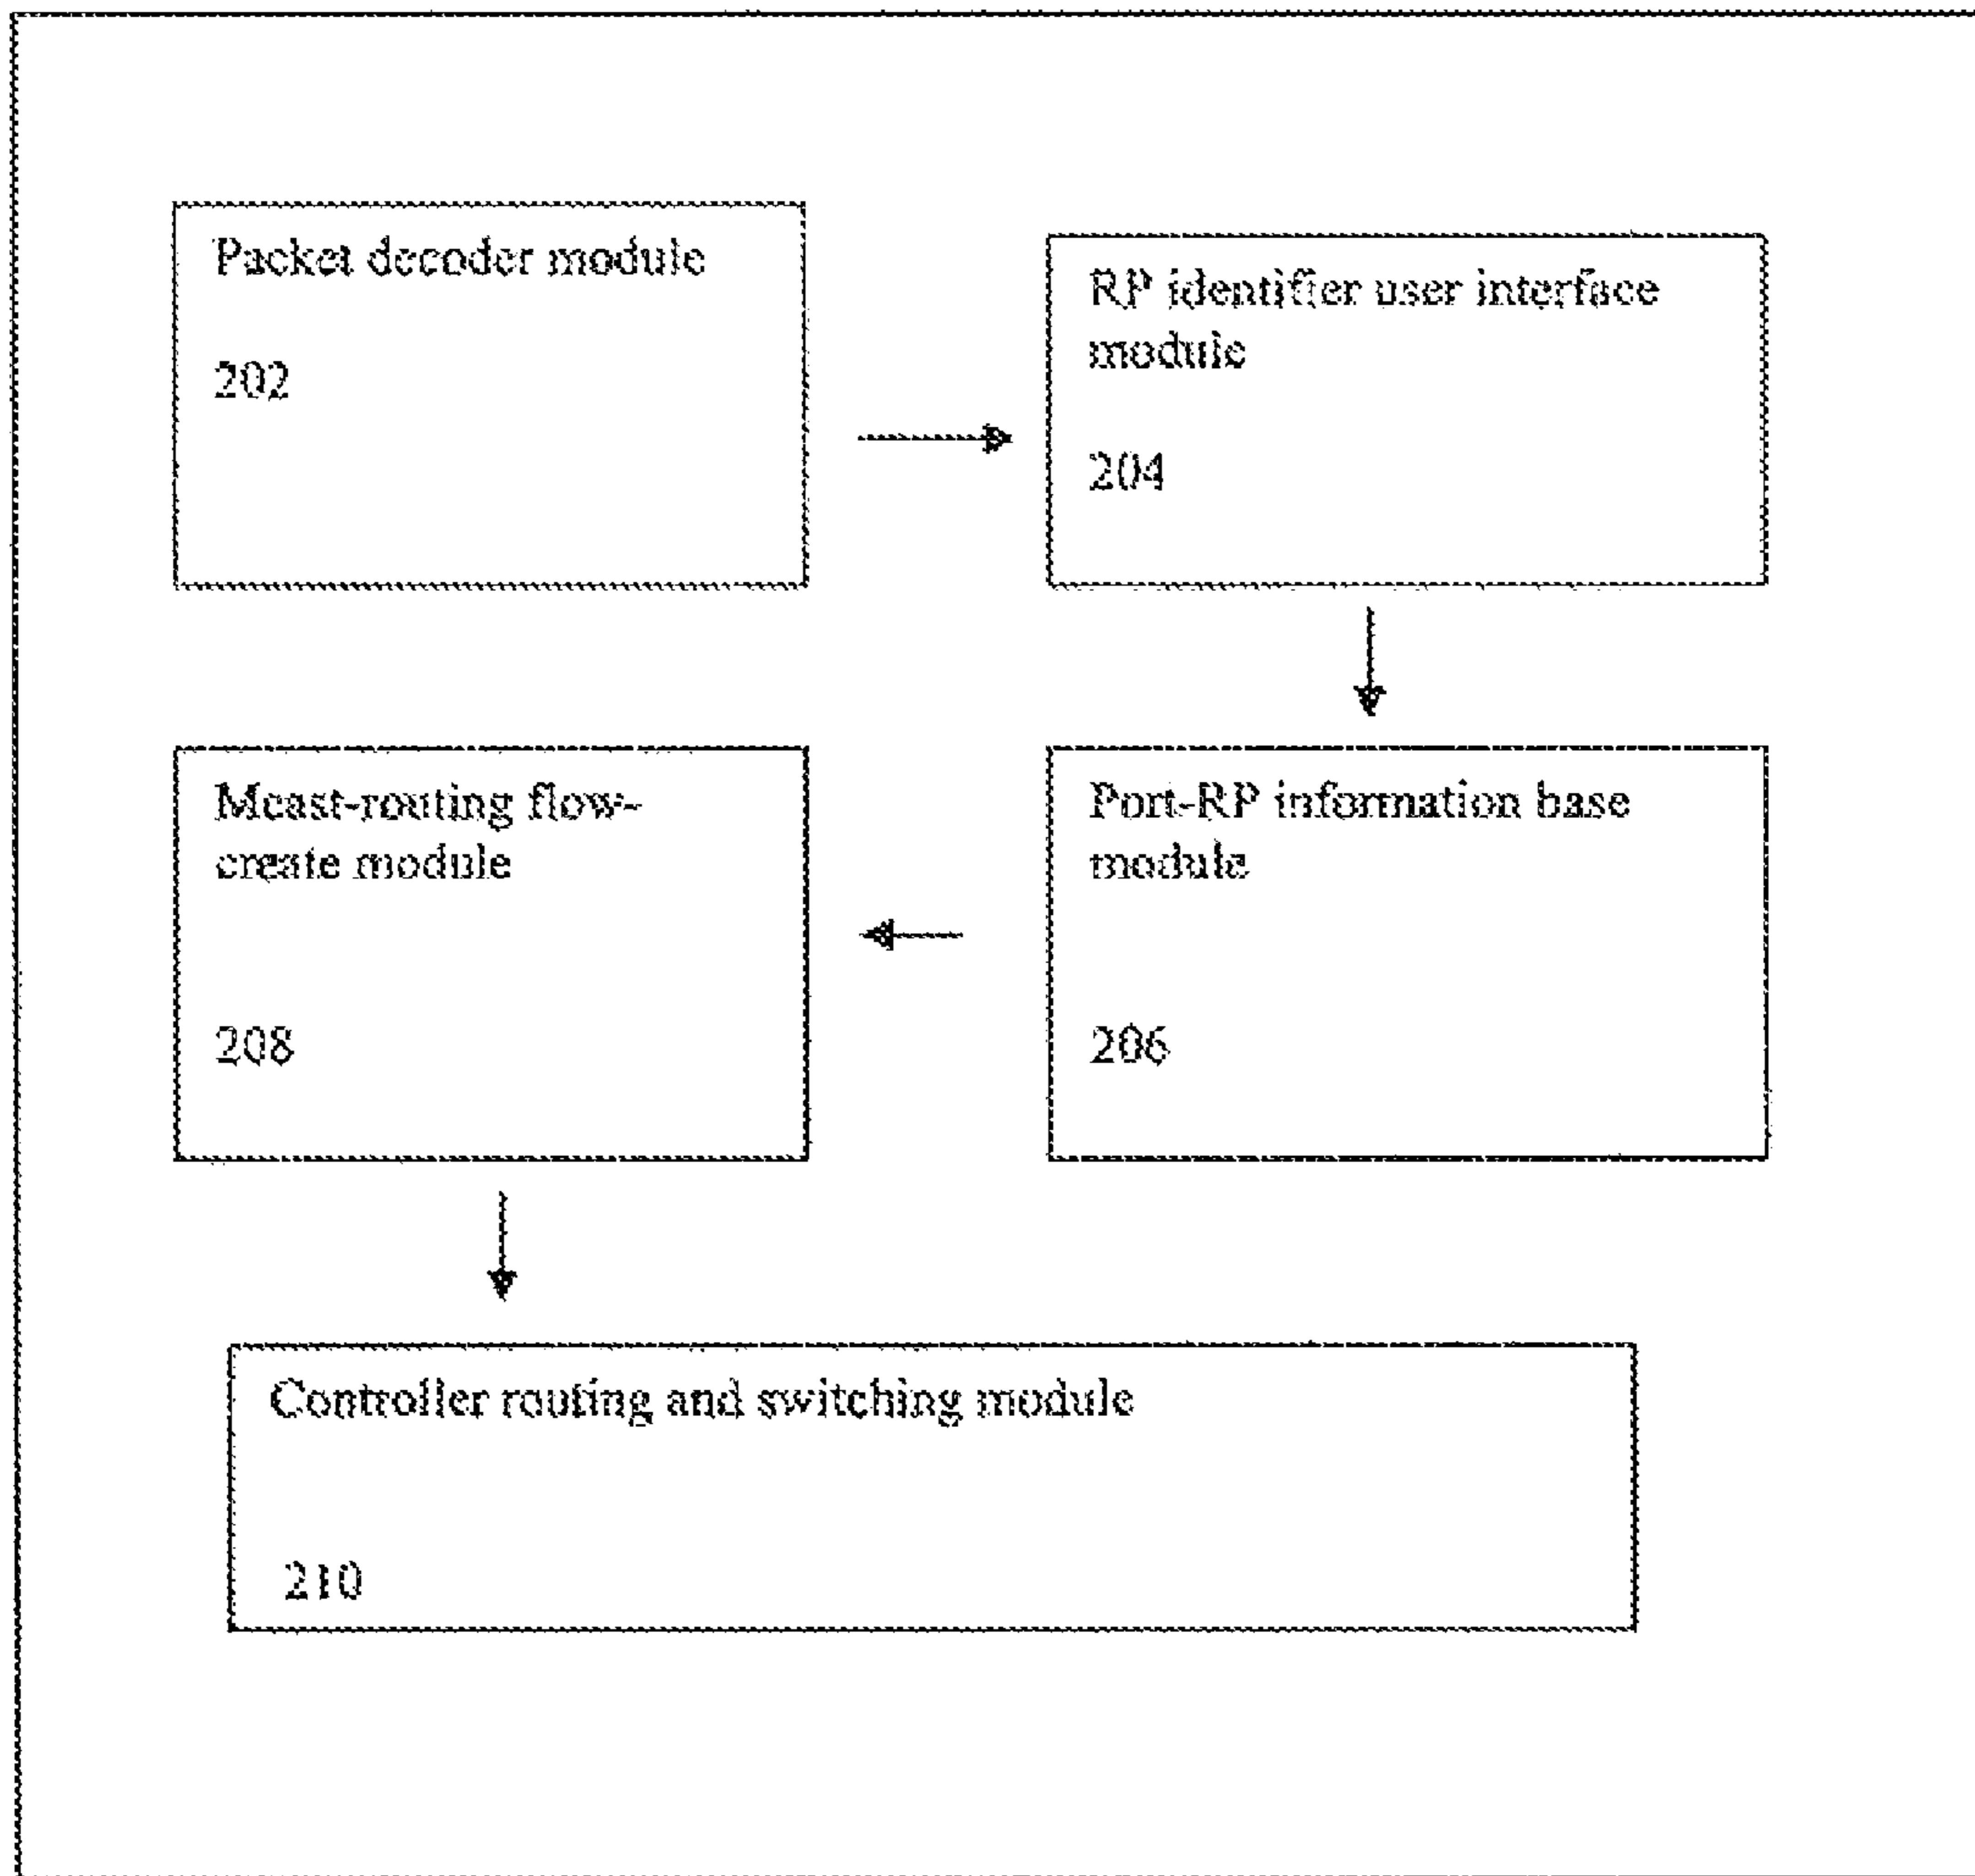 Packet decoder module
202
RP identifier user interface
module
204
Mcast-routing flow-
create module
208
Port-RP information base
module
206
Controller routing and switching module
210